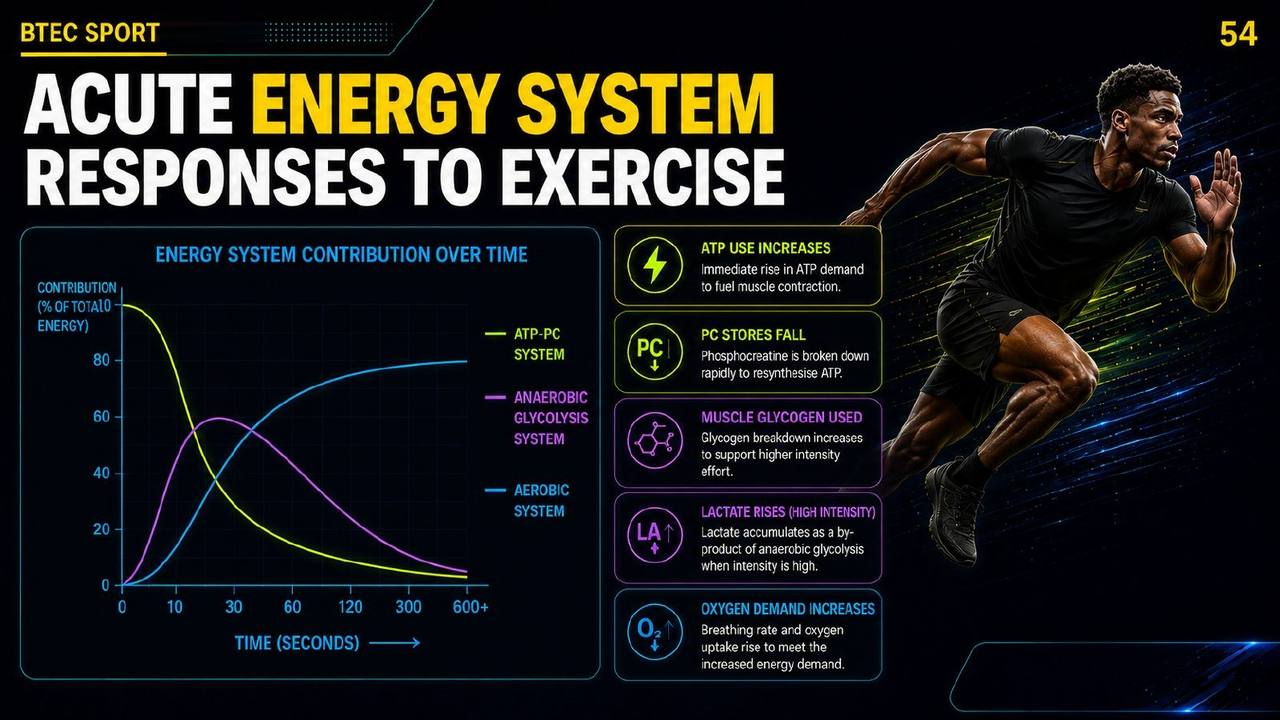 BTEC SPORT
54
ACUTE ENERGY SYSTEM
RESPONSES TO EXERCISE
ENERGY SYSTEM CONTRIBUTION OVER TIME
CONTRIBUTION
(% OF TOTAL10
ENERGY)
80
60
40
20
0
0 10 30 60 120 300 600+
TIME (SECONDS)
ATP-PC
SYSTEM
ANAEROBIC
GLYCOLYSIS
SYSTEM
AEROBIC
SYSTEM
ATP USE INCREASES
Immediate rise in ATP demand
to fuel muscle contraction.
PC
PC STORES FALL
Phosphocreatine is broken down
rapidly to resynthesise ATP.
MUSCLE GLYCOGEN USED
Glycogen breakdown increases
to support higher intensity
effort.
LA
LACTATE RISES (HIGH INTENSITY)
Lactate accumulates as a by-
product of anaerobic glycolysis
when intensity is high.
O₂
OXYGEN DEMAND INCREASES
Breathing rate and oxygen
uptake rise to meet the
increased energy demand.